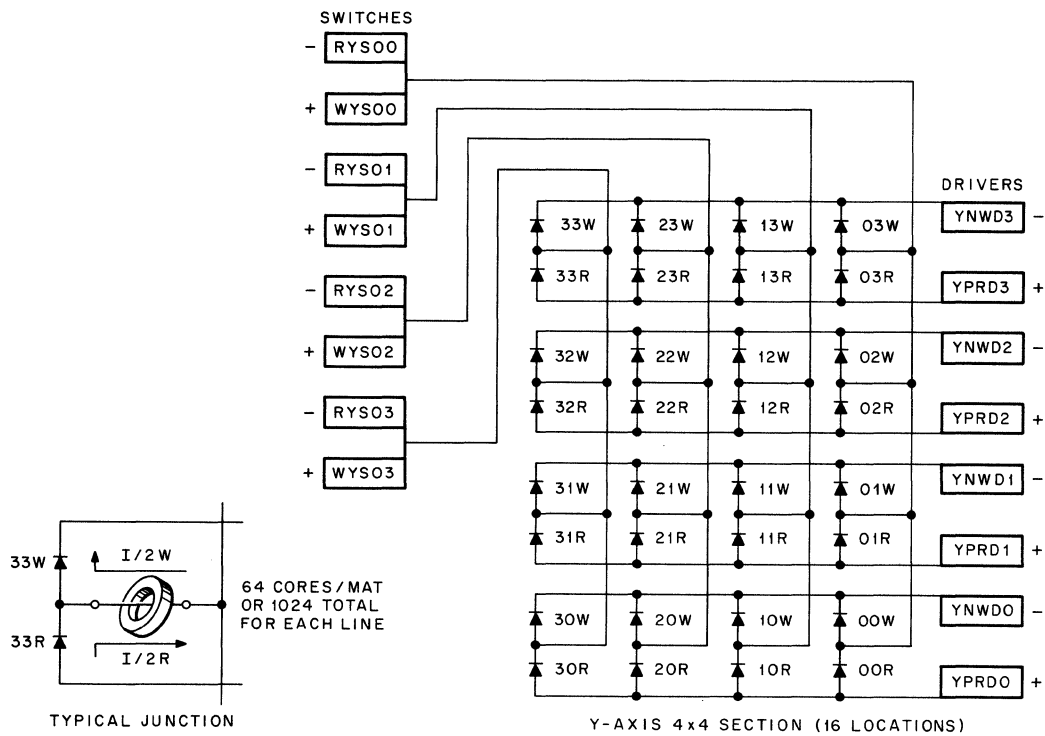 SWITCHES
- RYS00
+ WYS00
- RYS01
+ WYS01
- RYS02
+ WYS02
- RYS03
+ WYS03
DRIVERS
33W 23W 13W 03W YNWD3 -
33R 23R 13R 03R YPRD3 +
32W 22W 12W 02W YNWD2 -
32R 22R 12R 02R YPRD2 +
31W 21W 11W 01W YNWD1 -
31R 21R 11R 01R YPRD1 +
30W 20W 10W 00W YNWD0 -
30R 20R 10R 00R YPRD0 +
Y-AXIS 4x4 SECTION (16 LOCATIONS)
33W
I/2W
33R
I/2R
64 CORES/MAT
OR 1024 TOTAL
FOR EACH LINE
TYPICAL JUNCTION